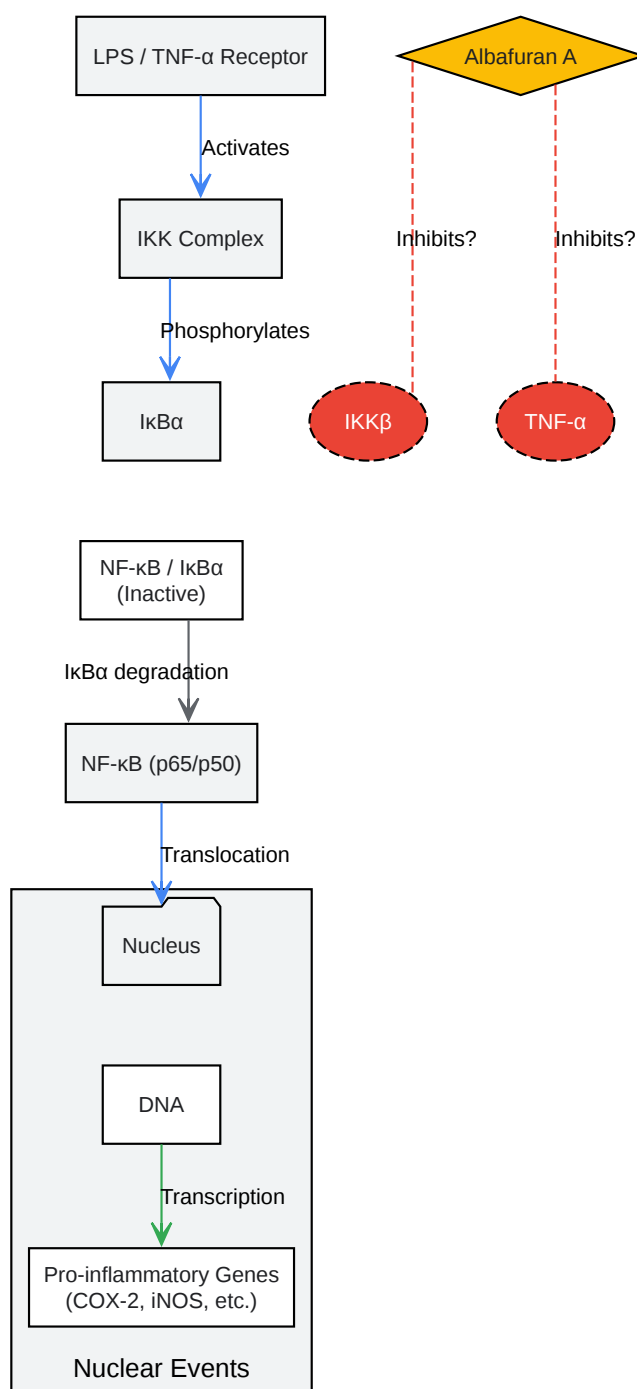 LPS / TNF-α Receptor
Albafuran A
Activates
IKK Complex
Inhibits?
Inhibits?
Phosphorylates
IκBα
IKKβ
TNF-α
NF-κB / IκBα
(Inactive)
IκBα degradation
NF-κB (p65/p50)
Translocation
Nucleus
DNA
Transcription
Pro-inflammatory Genes
(COX-2, iNOS, etc.)
Nuclear Events